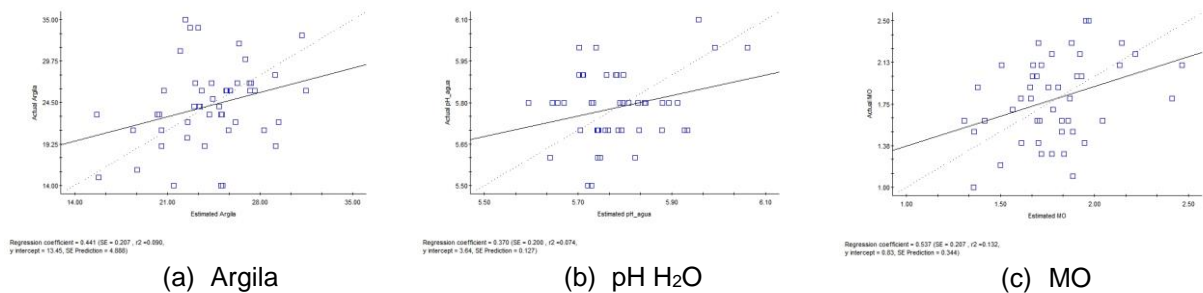 35.00
29.75
24.50
19.25
14.00
Actual Argila
14.00 21.00 28.00 35.00
Estimated Argila
Regression coefficient = 0.441 (SE = 0.207 , r2 =0.090,
y intercept = 13.45, SE Prediction = 4.888)
(a) Argila
6.10
5.95
5.80
5.65
5.50
Actual pH_agua
5.50 5.70 5.90 6.10
Estimated pH_agua
Regression coefficient = 0.370 (SE = 0.200 , r2 =0.074,
y intercept = 3.64, SE Prediction = 0.127)
(b) pH H₂O
2.50
2.13
1.75
1.38
1.00
Actual MO
1.00 1.50 2.00 2.50
Estimated MO
Regression coefficient = 0.537 (SE = 0.207 , r2 =0.132,
y intercept = 0.83, SE Prediction = 0.344)
(c) MO